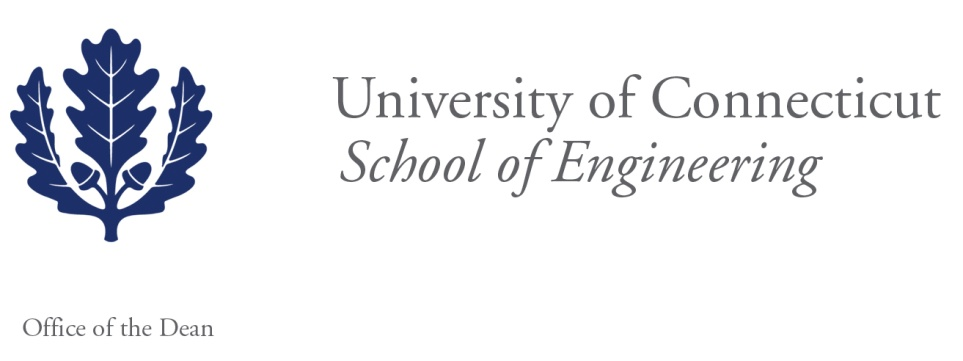 University of Connecticut
School of Engineering
Office of the Dean